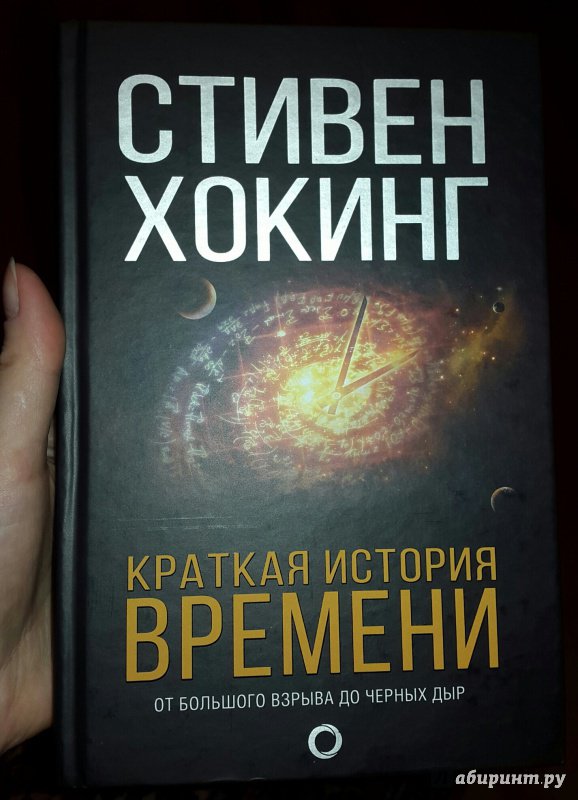 СТИВЕН
ХОКИНГ
КРАТКАЯ ИСТОРИЯ
ВРЕМЕНИ
ОТ БОЛЬШОГО ВЗРЫВА ДО ЧЕРНЫХ ДЫР
абиринт.ру